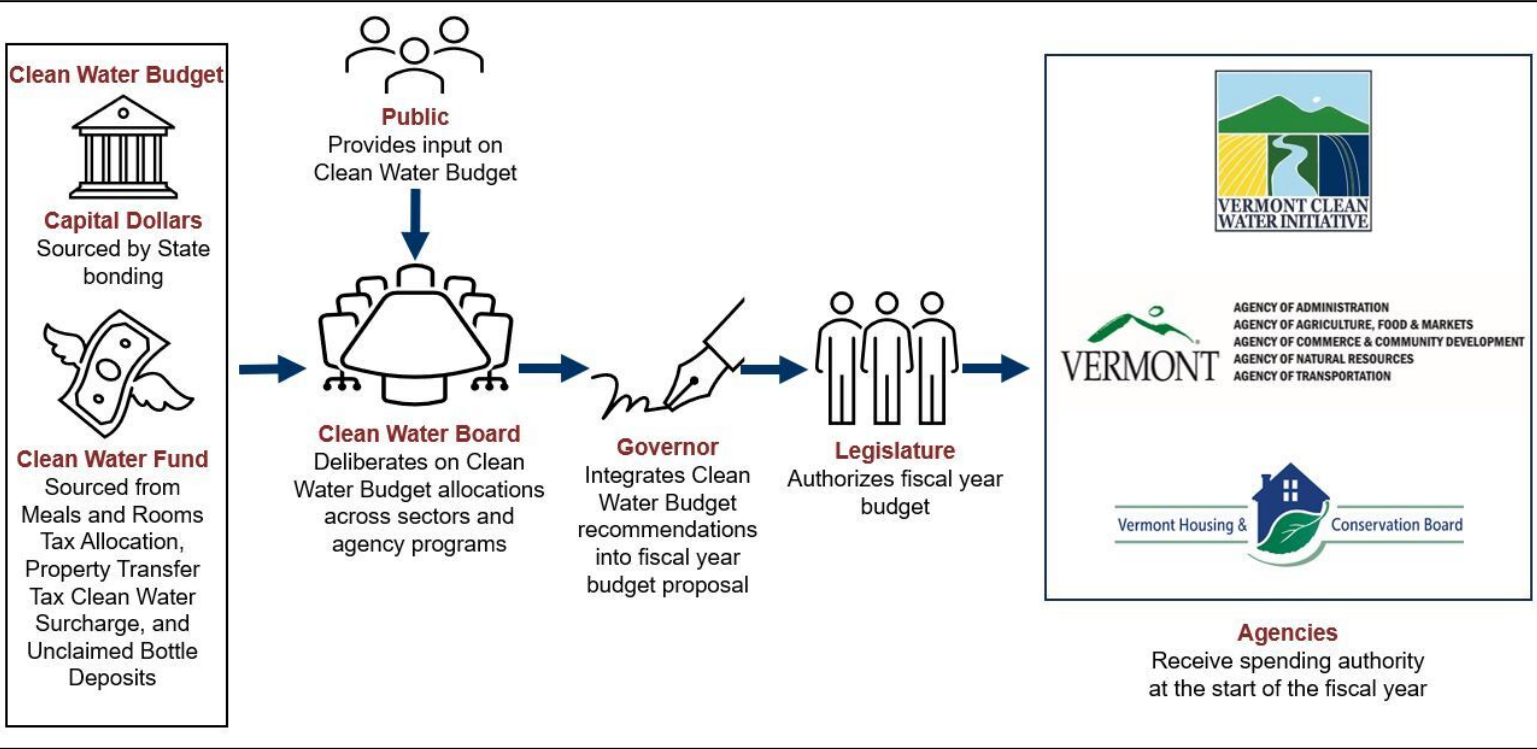 Clean Water Budget
Capital Dollars
Sourced by State
bonding
Clean Water Fund
Sourced from
Meals and Rooms
Tax Allocation,
Property Transfer
Tax Clean Water
Surcharge, and
Unclaimed Bottle
Deposits
Public
Provides input on
Clean Water Budget
Clean Water Board
Deliberates on Clean
Water Budget allocations
across sectors and
agency programs
Governor
Integrates Clean
Water Budget
recommendations
into fiscal year
budget proposal
Legislature
Authorizes fiscal year
budget
VERMONT CLEAN
WATER INITIATIVE
VERMONT
AGENCY OF ADMINISTRATION
AGENCY OF AGRICULTURE, FOOD & MARKETS
AGENCY OF COMMERCE & COMMUNITY DEVELOPMENT
AGENCY OF NATURAL RESOURCES
AGENCY OF TRANSPORTATION
Vermont Housing & Conservation Board
Agencies
Receive spending authority
at the start of the fiscal year